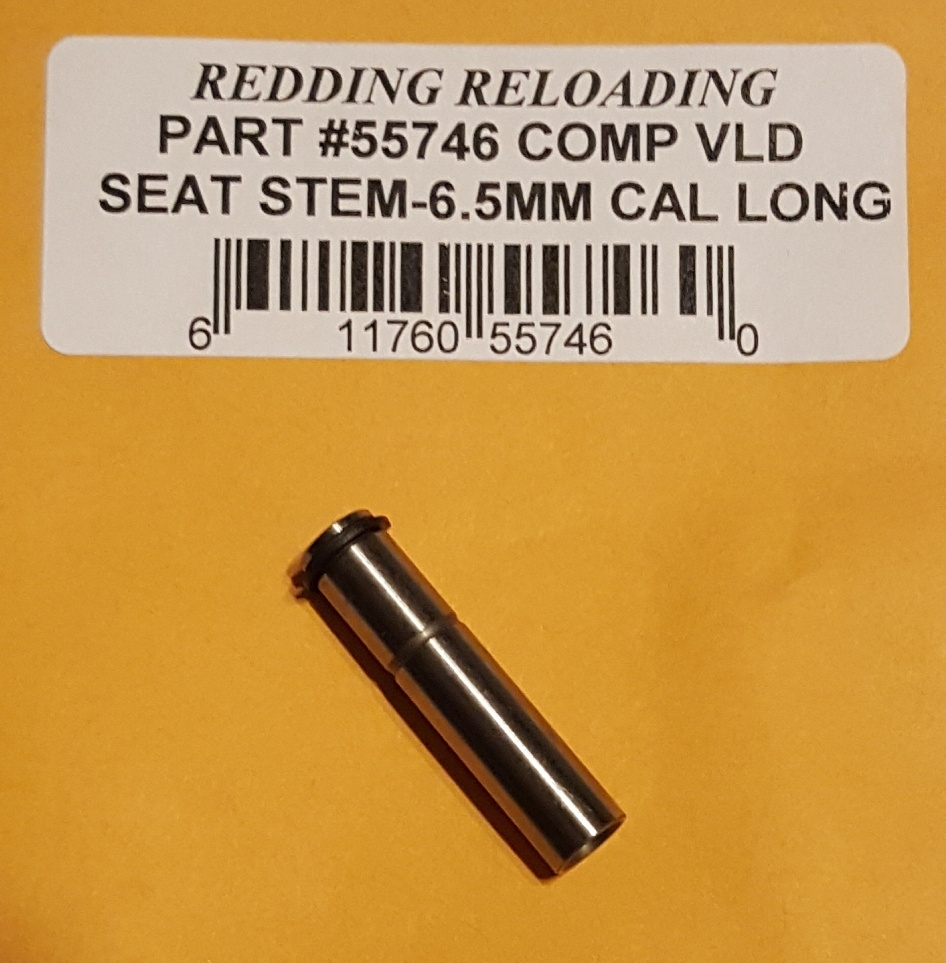 REDDING RELOADING
PART #55746 COMP VLD
SEAT STEM-6.5MM CAL LONG
6 11760 55746 0